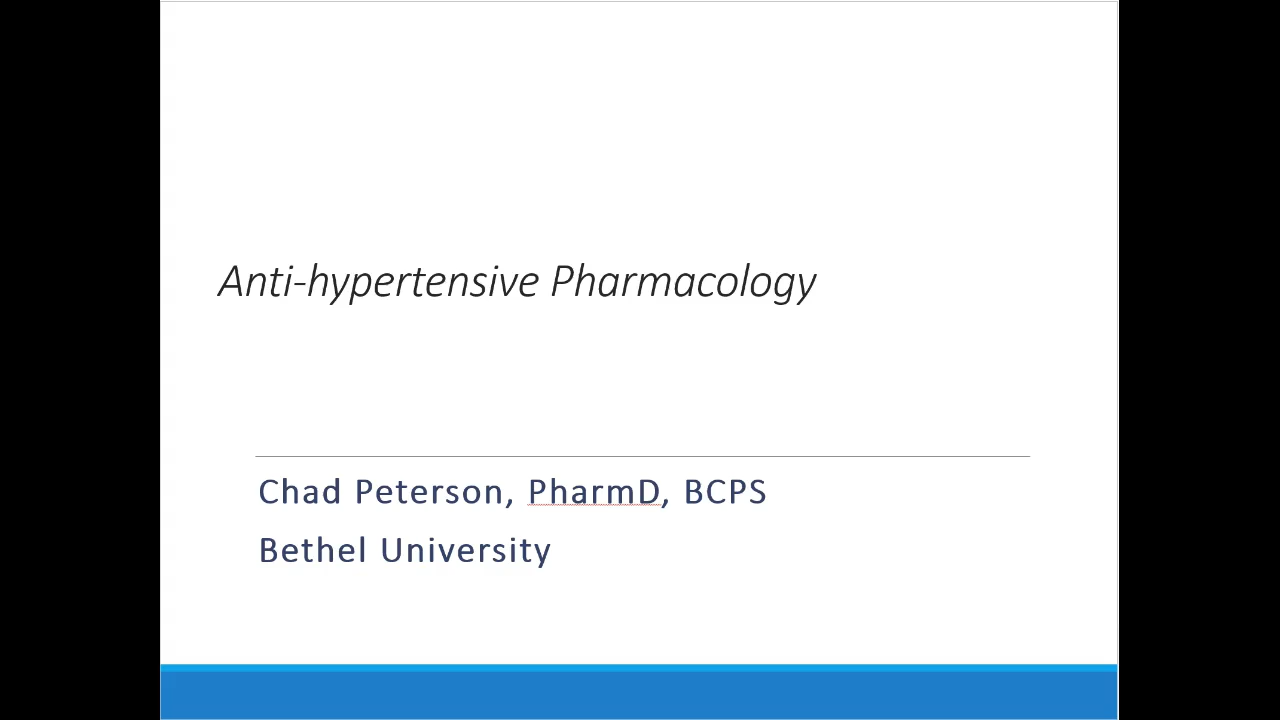 Anti-hypertensive Pharmacology
Chad Peterson, PharmD, BCPS
Bethel University